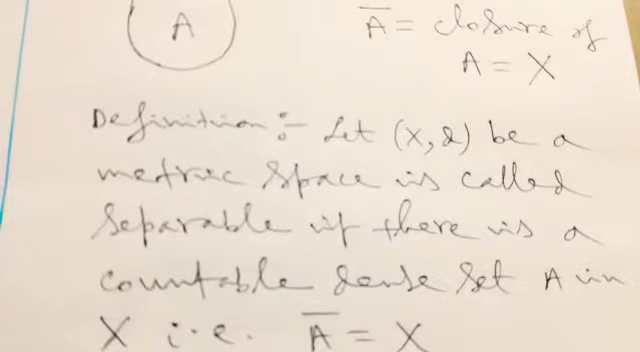 A
A̅ = closure of
A = X
Definition:- Let (X, d) be a
metric space is called
separable if there is a
countable dense set A in
X i.e. A̅ = X